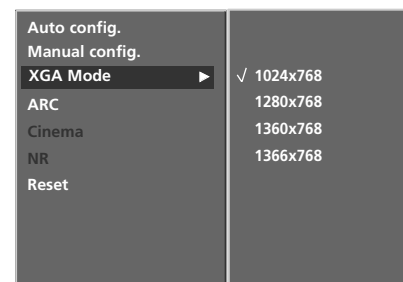 Auto config.
Manual config.
XGA Mode
ARC
Cinema
NR
Reset
√ 1024x768
1280x768
1360x768
1366x768